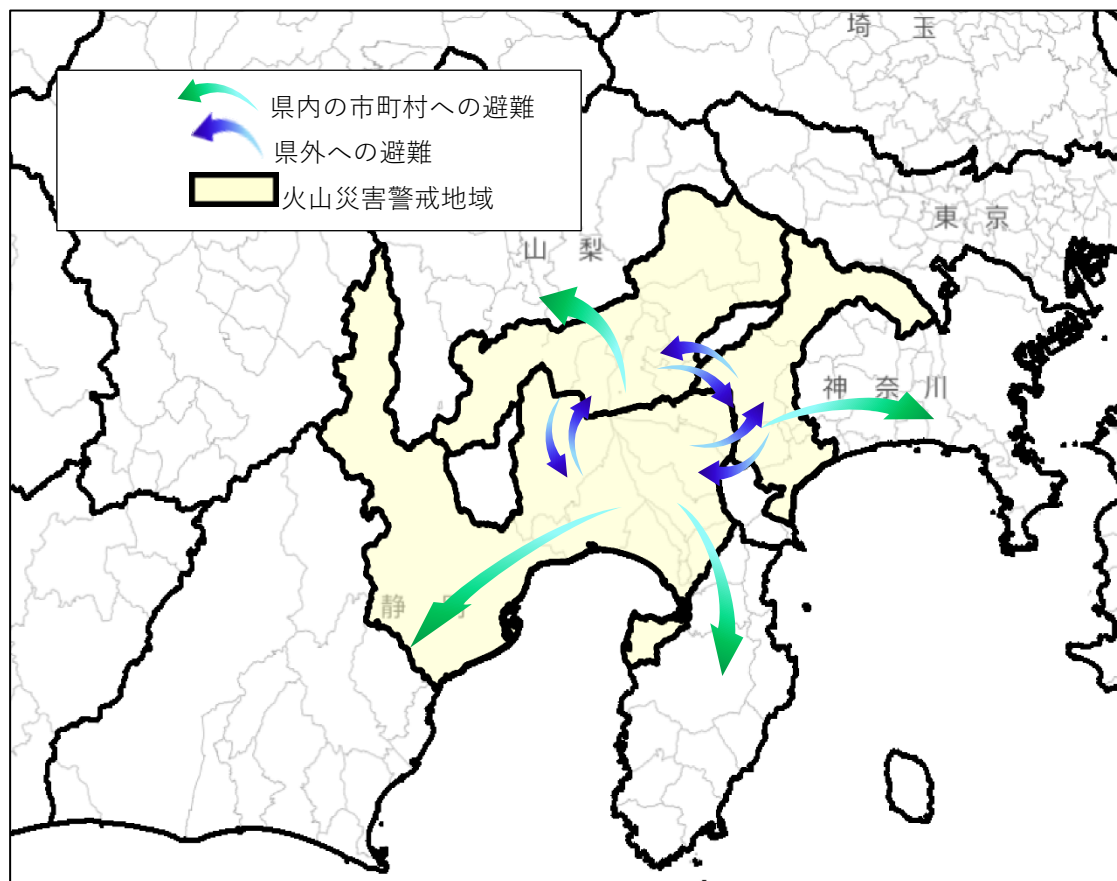 埼 玉
県内の市町村への避難
県外への避難
火山災害警戒地域
東 京
山 梨
神 奈 川
静 岡